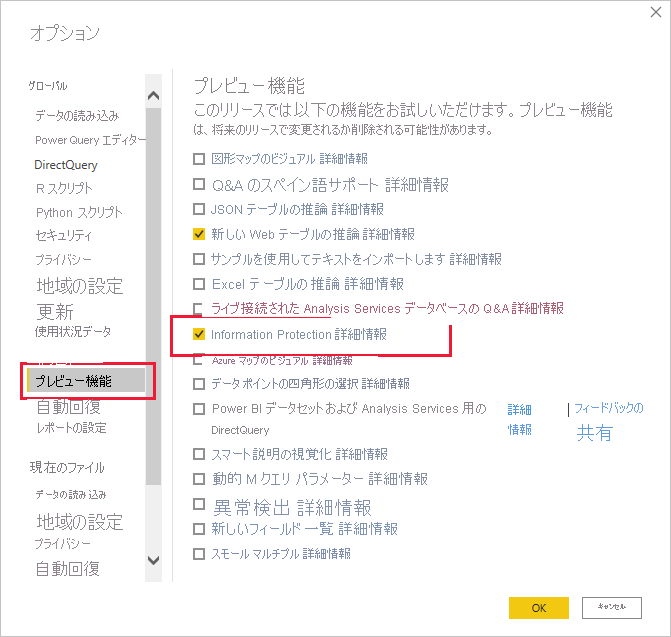 オプション
グローバル
データの読み込み
Power Query エディター
DirectQuery
R スクリプト
Python スクリプト
セキュリティ
プライバシー
地域の設定
更新
使用状況データ
プレビュー機能
自動回復
レポートの設定
現在のファイル
データの読み込み
地域の設定
プライバシー
自動回復
プレビュー機能
このリリースでは以下の機能をお試しいただけます。プレビュー機能
は、将来のリリースで変更されるか削除される可能性があります。
図形マップのビジュアル 詳細情報
Q&A のスペイン語サポート 詳細情報
JSON テーブルの推論 詳細情報
新しい Web テーブルの推論 詳細情報
サンプルを使用してテキストをインポートします 詳細情報
Excel テーブルの推論 詳細情報
ライブ接続された Analysis Services データベースの Q&A 詳細情報
Information Protection 詳細情報
Azure マップのビジュアル 詳細情報
データ ポイントの四角形の選択 詳細情報
Power BI データセットおよび Analysis Services 用の
DirectQuery
詳細
情報
フィードバックの
共有
スマート説明の視覚化 詳細情報
動的 M クエリ パラメーター 詳細情報
異常検出 詳細情報
新しいフィールド一覧 詳細情報
スモール マルチプル 詳細情報
OK
キャンセル